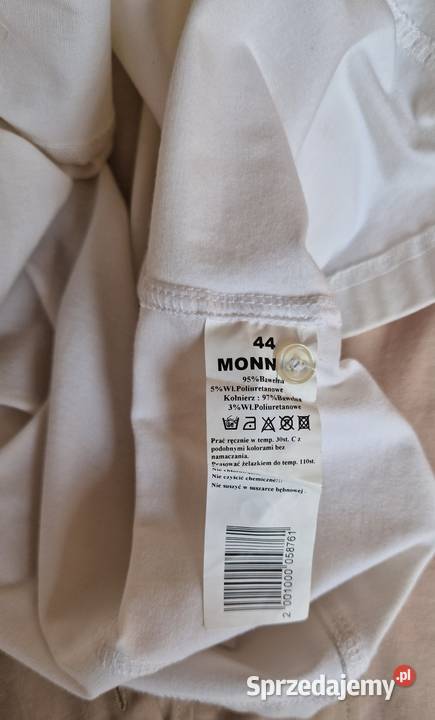 44
MONN
95%Bawełna
5%Wł.Poliuretanowe
Kołnierz : 97%Bawełna
3%Wł.Poliuretanowe
Prać ręcznie w temp. 30st. C z
podobnymi kolorami bez
namaczania.
Prasować żelazkiem do temp. 110st.
Nie czyścić chemicznie
Nie suszyć w suszarce bębnowej
2 001000 058761
Sprzedajemy.pl